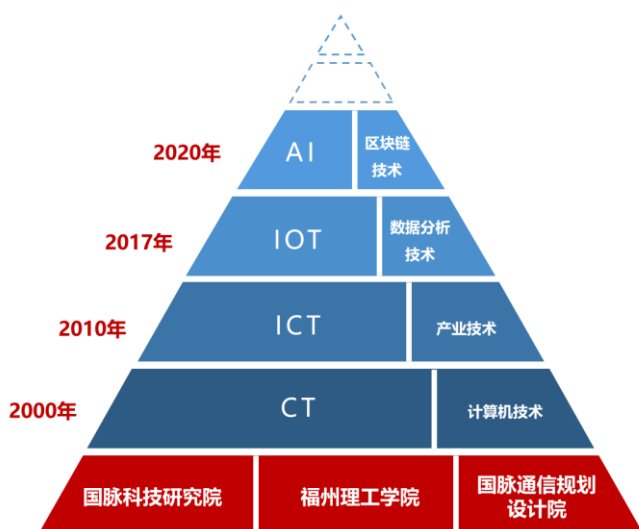 2020年
AI
区块链
技术
2017年
IOT
数据分析
技术
2010年
ICT
产业技术
2000年
CT
计算机技术
国脉科技研究院
福州理工学院
国脉通信规划
设计院